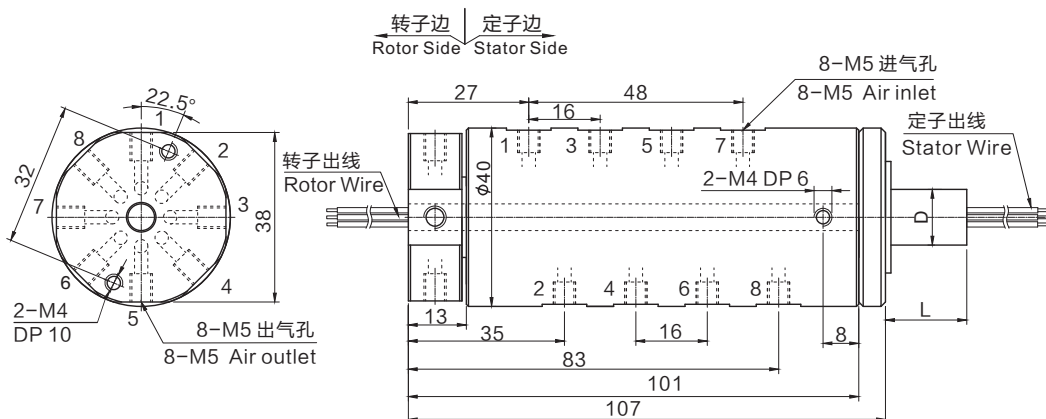 转子边
定子边
Rotor Side
Stator Side
8-M5 进气孔
8-M5 Air inlet
定子出线
Stator Wire
转子出线
Rotor Wire
27
48
16
1
3
5
7
φ40
2-M4 DP 6
D
2
4
6
8
13
35
16
8
L
83
101
107
22.5°
1
2
3
4
5
6
7
8
32
38
2-M4
DP 10
8-M5 出气孔
8-M5 Air outlet